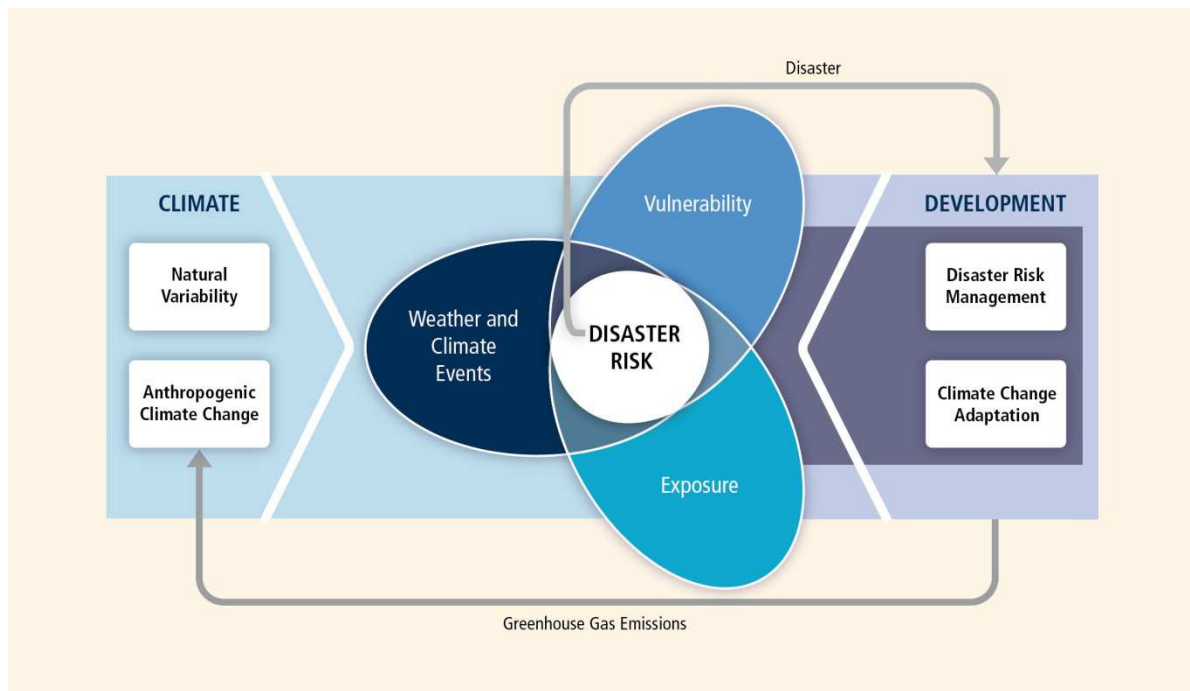 Disaster
CLIMATE
Natural
Variability
Anthropogenic
Climate Change
Weather and
Climate
Events
Vulnerability
DISASTER
RISK
Exposure
DEVELOPMENT
Disaster Risk
Management
Climate Change
Adaptation
Greenhouse Gas Emissions